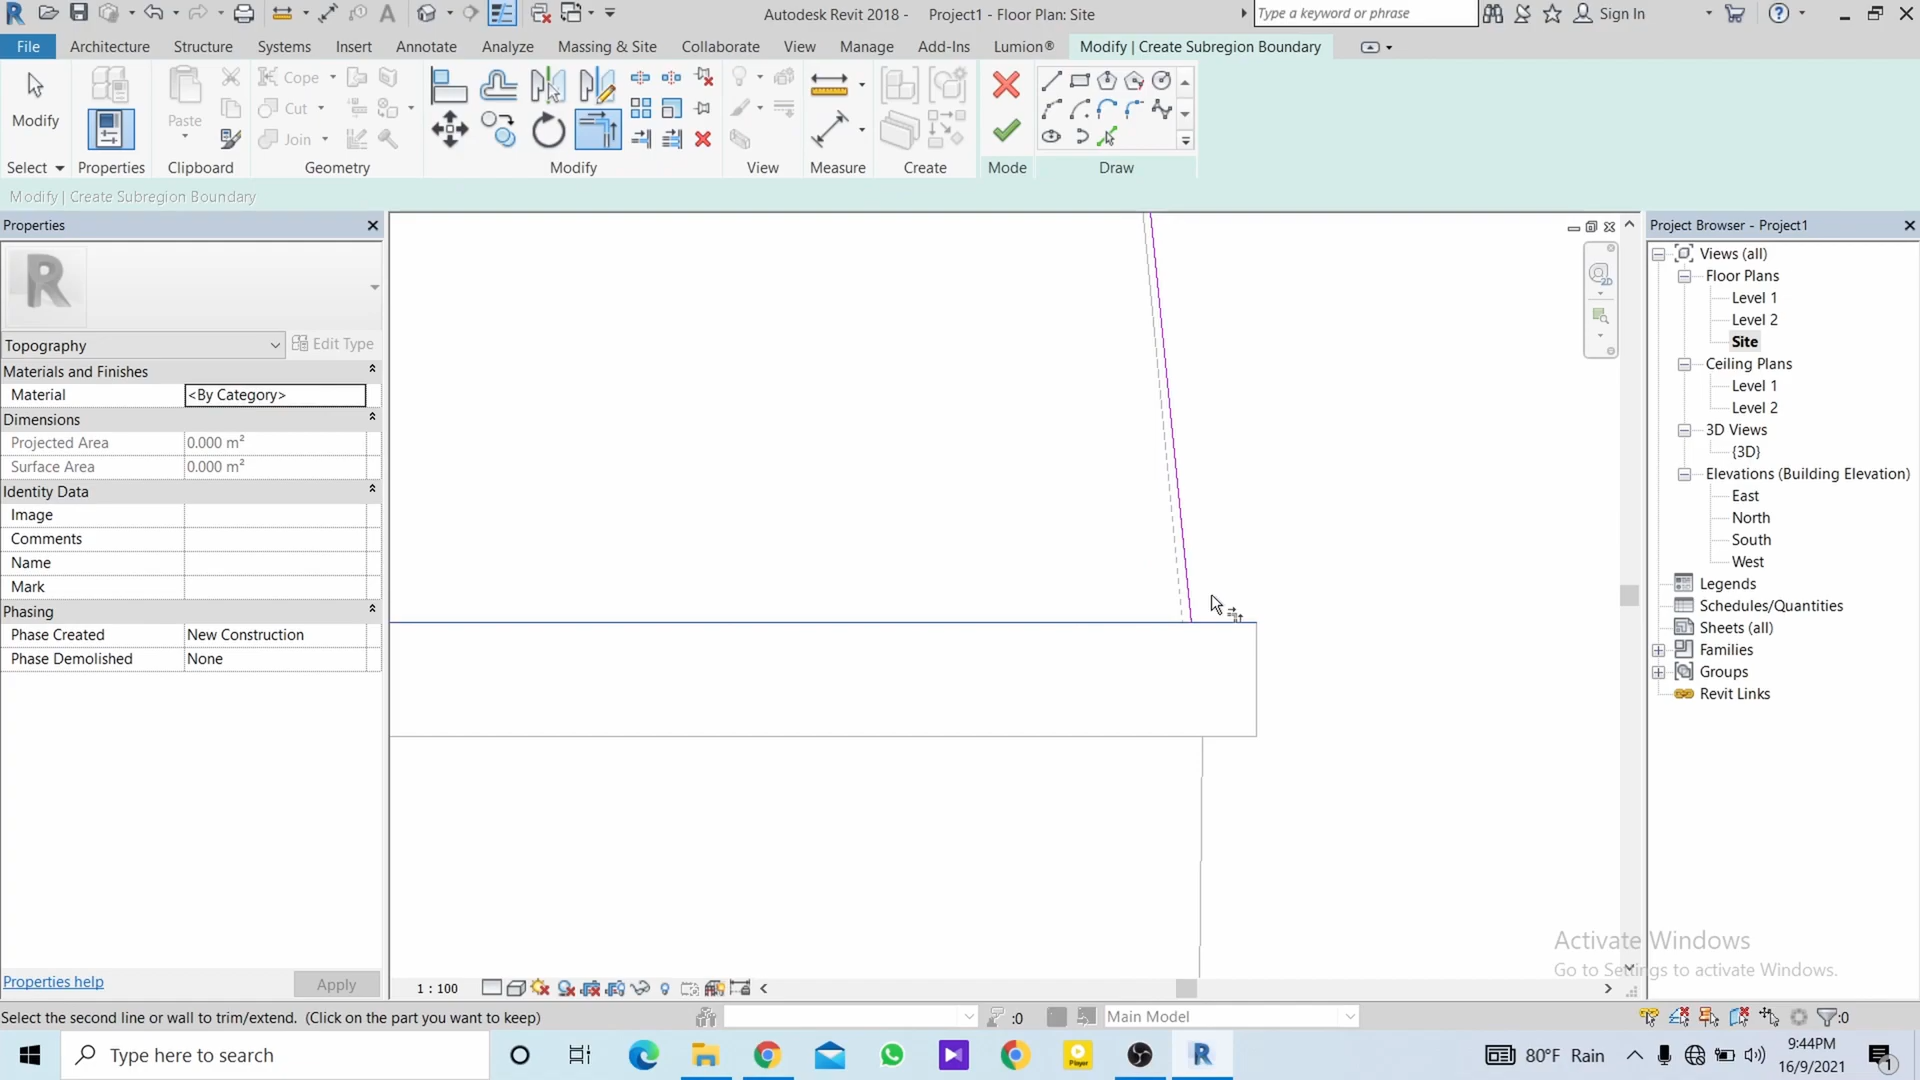 Autodesk Revit 2018 -     Project1 - Floor Plan: Site
Type a keyword or phrase
Sign In
File
Architecture
Structure
Systems
Insert
Annotate
Analyze
Massing & Site
Collaborate
View
Manage
Add-Ins
Lumion®
Modify | Create Subregion Boundary
Modify
Paste
Cope
Cut
Join
Select
Properties
Clipboard
Geometry
Modify
View
Measure
Create
Mode
Draw
Modify | Create Subregion Boundary
Properties
Topography
Edit Type
Materials and Finishes
Material <By Category>
Dimensions
Projected Area 0.000 m²
Surface Area 0.000 m²
Identity Data
Image
Comments
Name
Mark
Phasing
Phase Created New Construction
Phase Demolished None
Properties help
Apply
2D
Project Browser - Project1
Views (all)
Floor Plans
Level 1
Level 2
Site
Ceiling Plans
Level 1
Level 2
3D Views
{3D}
Elevations (Building Elevation)
East
North
South
West
Legends
Schedules/Quantities
Sheets (all)
Families
Groups
Revit Links
Activate Windows
Go to Settings to activate Windows.
1 : 100
Select the second line or wall to trim/extend. (Click on the part you want to keep)
:0
Main Model
:0
Type here to search
Player
80°F Rain
9:44PM
16/9/2021
1